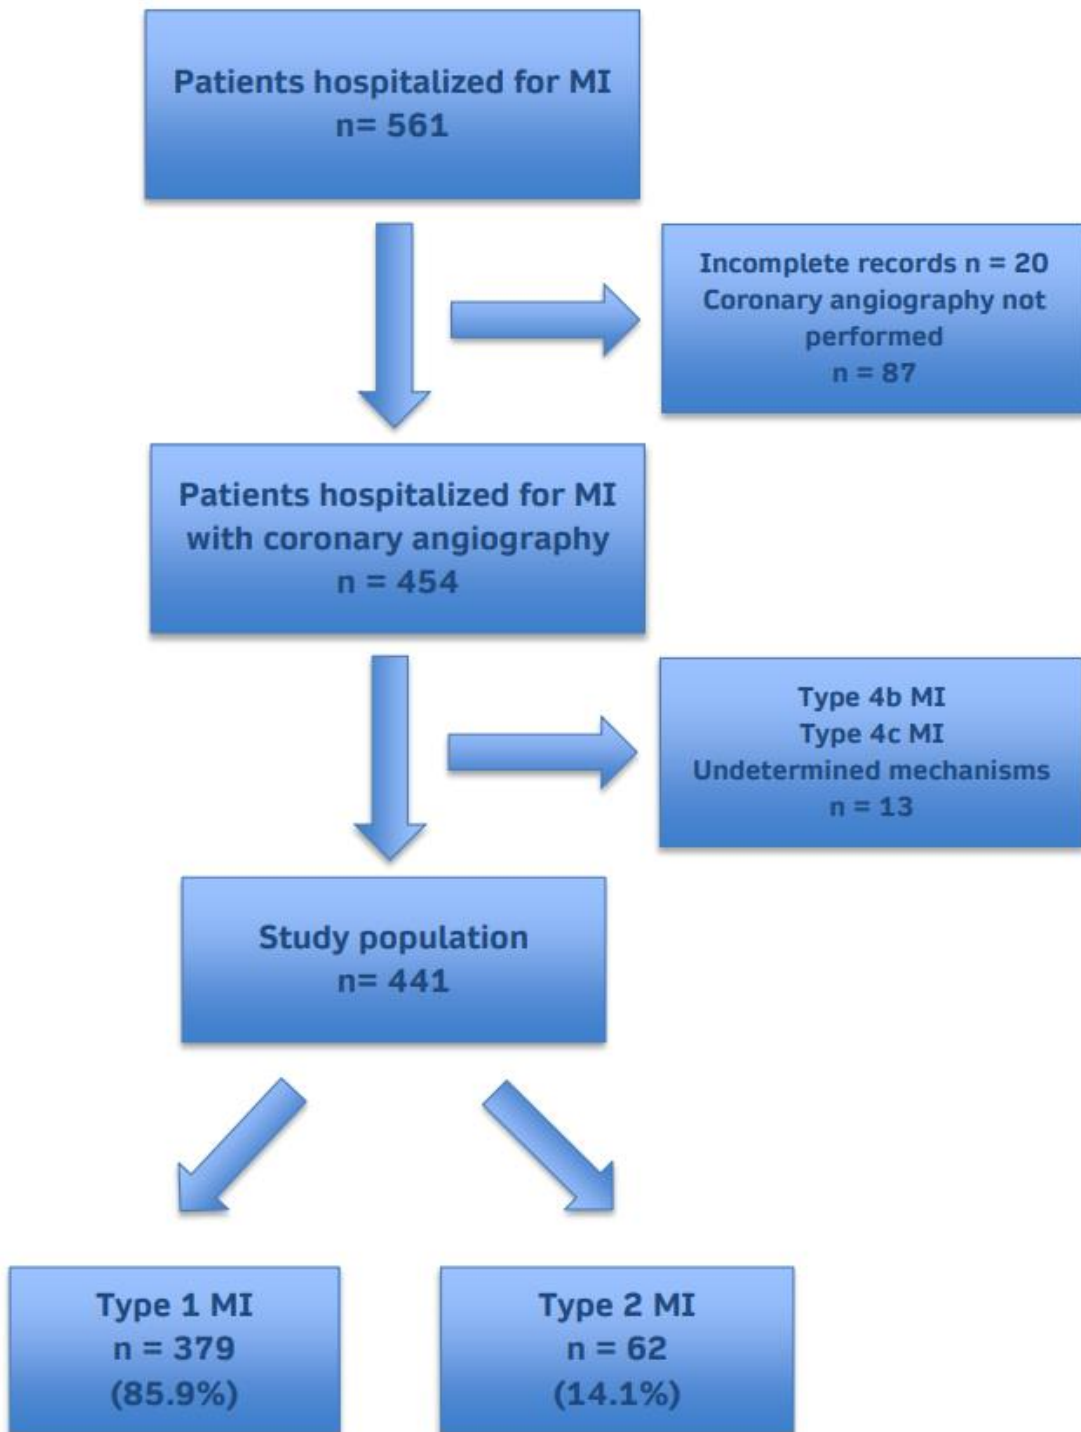 Patients hospitalized for MI
n= 561
Incomplete records n = 20
Coronary angiography not
performed
n = 87
Patients hospitalized for MI
with coronary angiography
n = 454
Type 4b MI
Type 4c MI
Undetermined mechanisms
n = 13
Study population
n= 441
Type 1 MI
n = 379
(85.9%)
Type 2 MI
n = 62
(14.1%)